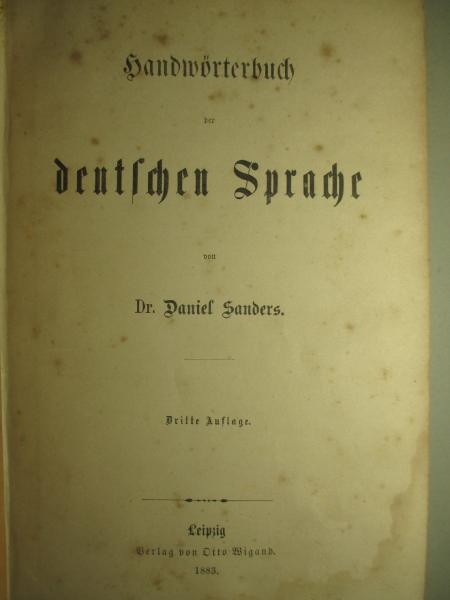 Handwörterbuch
der
deutſchen Sprache
von
Dr. Daniel Sanders.
Dritte Auflage.
Leipzig
Verlag von Otto Wigand.
1883.